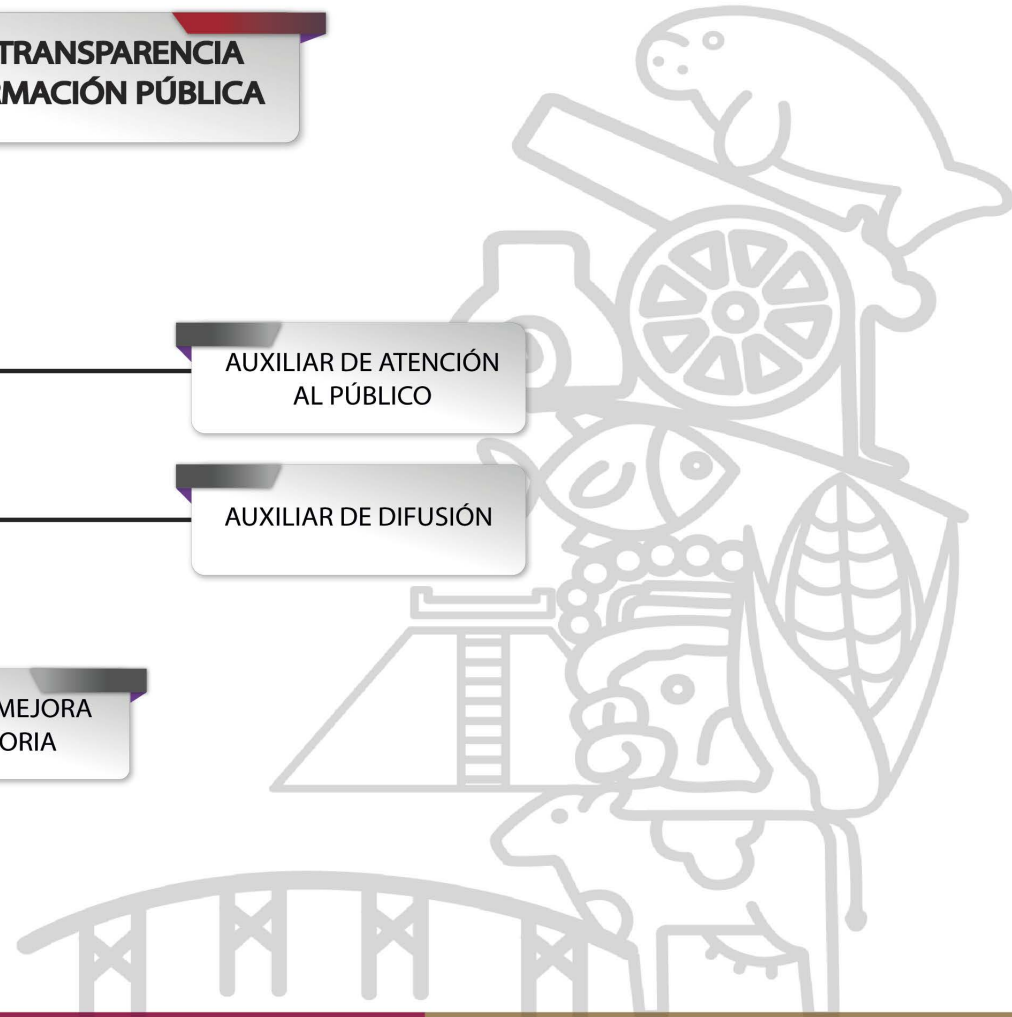 TRANSPARENCIA
RMACIÓN PÚBLICA
AUXILIAR DE ATENCIÓN
AL PÚBLICO
AUXILIAR DE DIFUSIÓN
MEJORA
ORIA